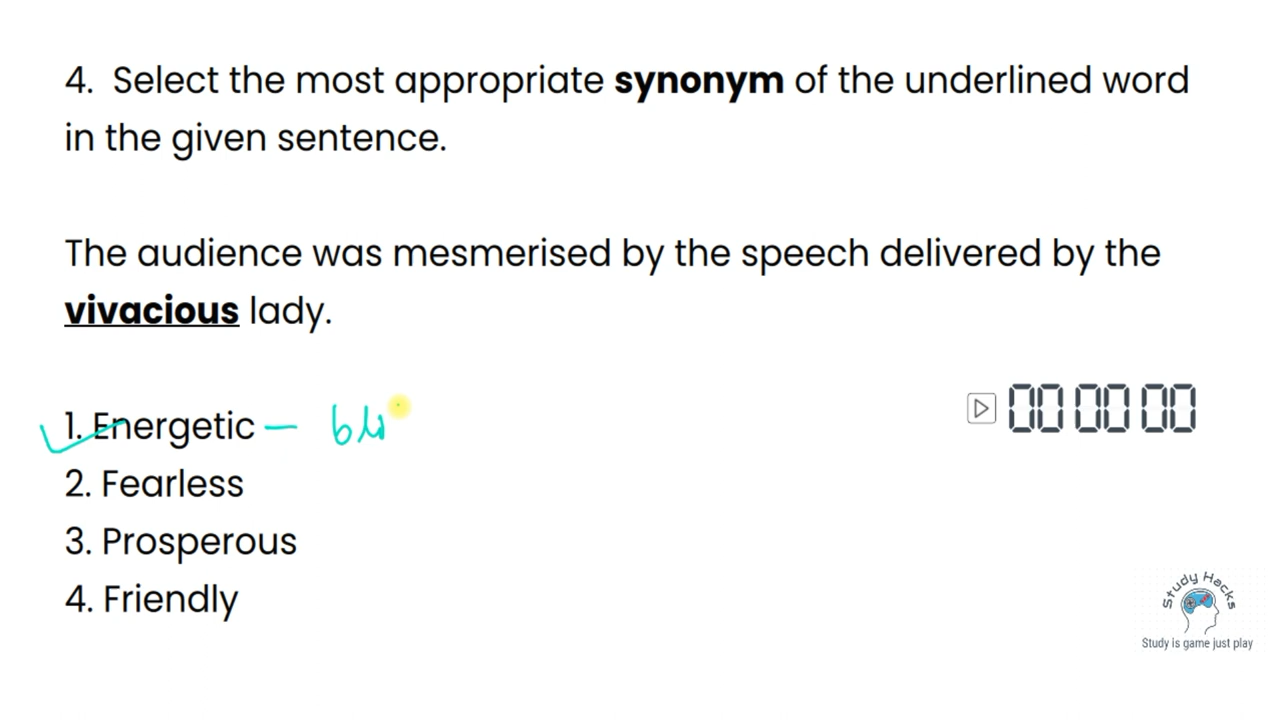 4. Select the most appropriate synonym of the underlined word
in the given sentence.
The audience was mesmerised by the speech delivered by the
vivacious lady.
1. Energetic –
2. Fearless
3. Prosperous
4. Friendly
00 00 00
Study Hacks
Study is game just play